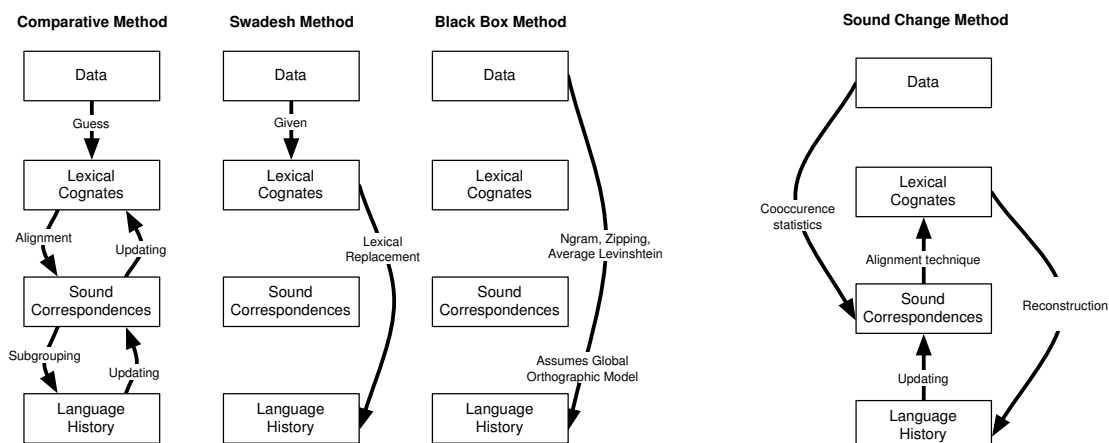 Comparative Method
Data
Guess
Lexical
Cognates
Alignment
Updating
Sound
Correspondences
Subgrouping
Updating
Language
History
Swadesh Method
Data
Given
Lexical
Cognates
Lexical
Replacement
Sound
Correspondences
Language
History
Black Box Method
Data
Lexical
Cognates
Ngram, Zipping,
Average Levinshtein
Sound
Correspondences
Assumes Global
Orthographic Model
Language
History
Sound Change Method
Data
Lexical
Cognates
Cooccurence
statistics
Alignment technique
Sound
Correspondences
Reconstruction
Updating
Language
History